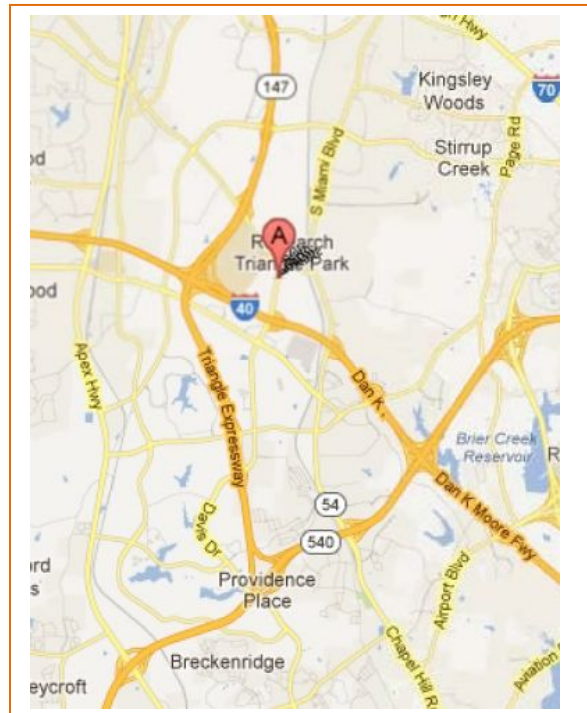 Hwy
147
70
Kingsley
Woods
Stirrup
Creek
Page Rd
S Miami Blvd
A
Triangle Park
40
Apex Hwy
Triangle Expressway
Dan K
Brier Creek
Reservoir
R
Dan K Moore Fwy
54
Davis Dr
540
Providence
Place
Airport Blvd
Breckenridge
Chapel Hill R
Aviation
eycroft
ood
rd
s